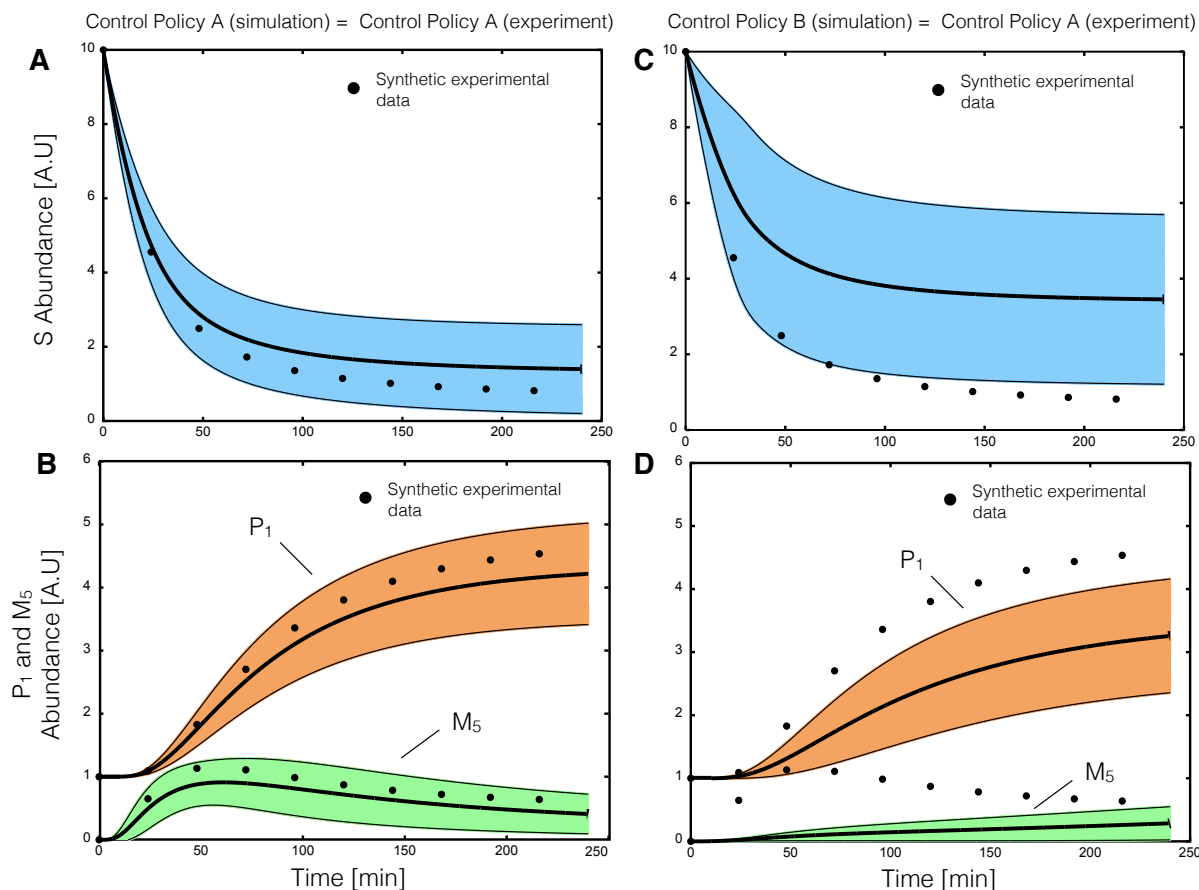 Control Policy A (simulation) = Control Policy A (experiment)
A
Synthetic experimental
data
S Abundance [A.U]
10
8
6
4
2
0
0
50
100
150
200
250
Control Policy B (simulation) = Control Policy A (experiment)
C
Synthetic experimental
data
10
8
6
4
2
0
0
50
100
150
200
250
B
Synthetic experimental
data
P1
M5
P1 and M5
Abundance [A.U]
6
5
4
3
2
1
0
0
50
100
150
200
250
Time [min]
D
Synthetic experimental
data
P1
M5
6
5
4
3
2
1
0
0
50
100
150
200
250
Time [min]